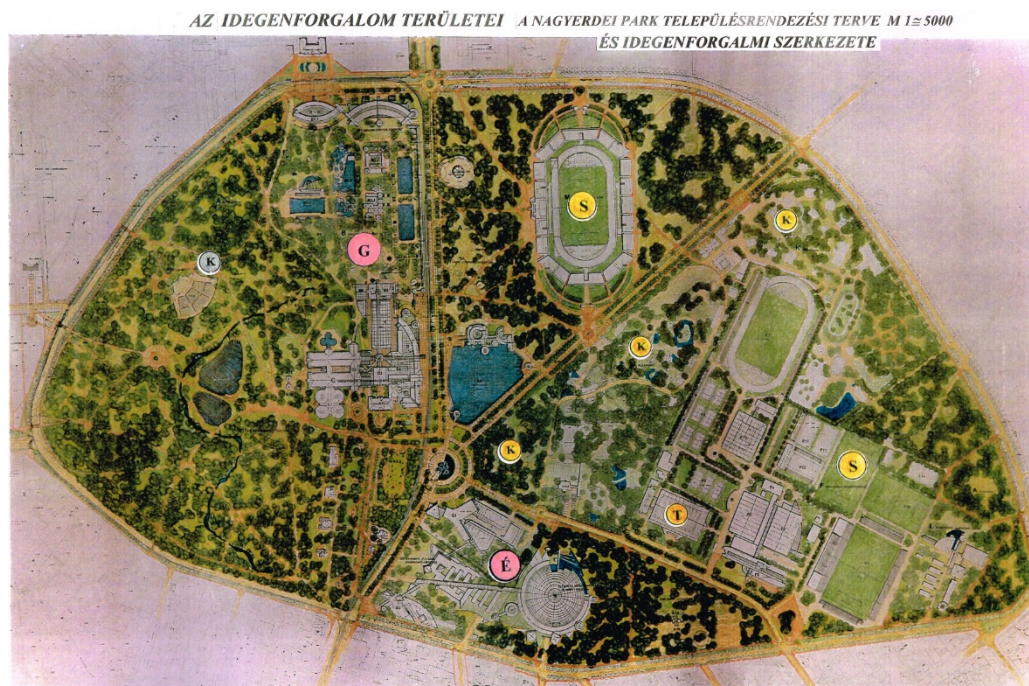 AZ IDEGENFORGALOM TERÜLETEI A NAGYERDEI PARK TELEPÜLÉSRENDEZÉSI TERVE M 1≅5000
ÉS IDEGENFORGALMI SZERKEZETE
S
K
G
K
K
K
S
T
É